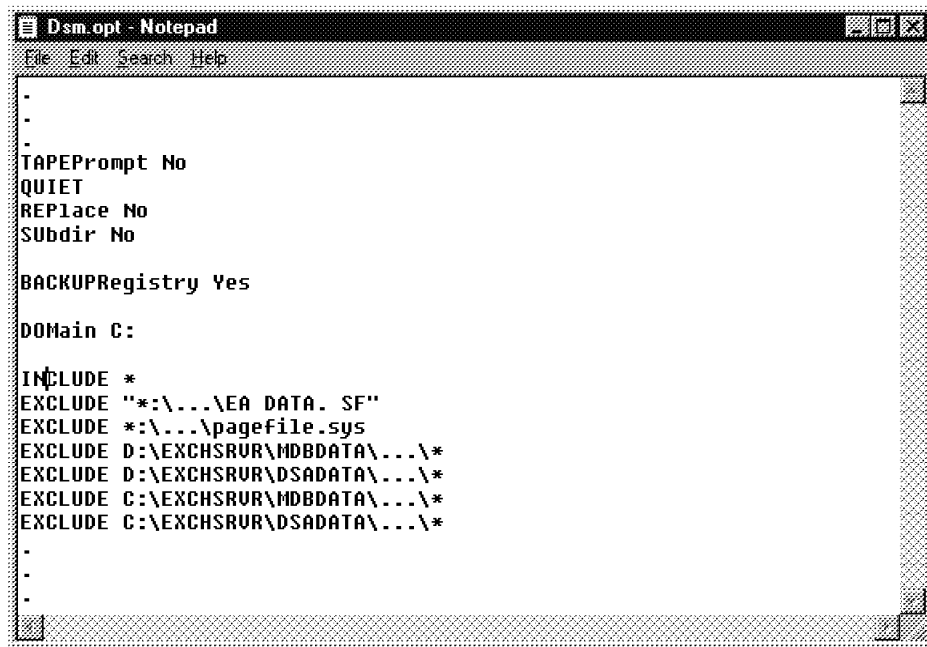 Dsm.opt - Notepad
File Edit Search Help
.
.
.
TAPEPrompt No
QUIET
REPlace No
SUbdir No
BACKUPRegistry Yes
DOMain C:
INCLUDE *
EXCLUDE "*:\...\EA DATA. SF"
EXCLUDE *:\...\pagefile.sys
EXCLUDE D:\EXCHSRVR\MDBDATA\...\*
EXCLUDE D:\EXCHSRVR\DSADATA\...\*
EXCLUDE C:\EXCHSRVR\MDBDATA\...\*
EXCLUDE C:\EXCHSRVR\DSADATA\...\*
.
.
.